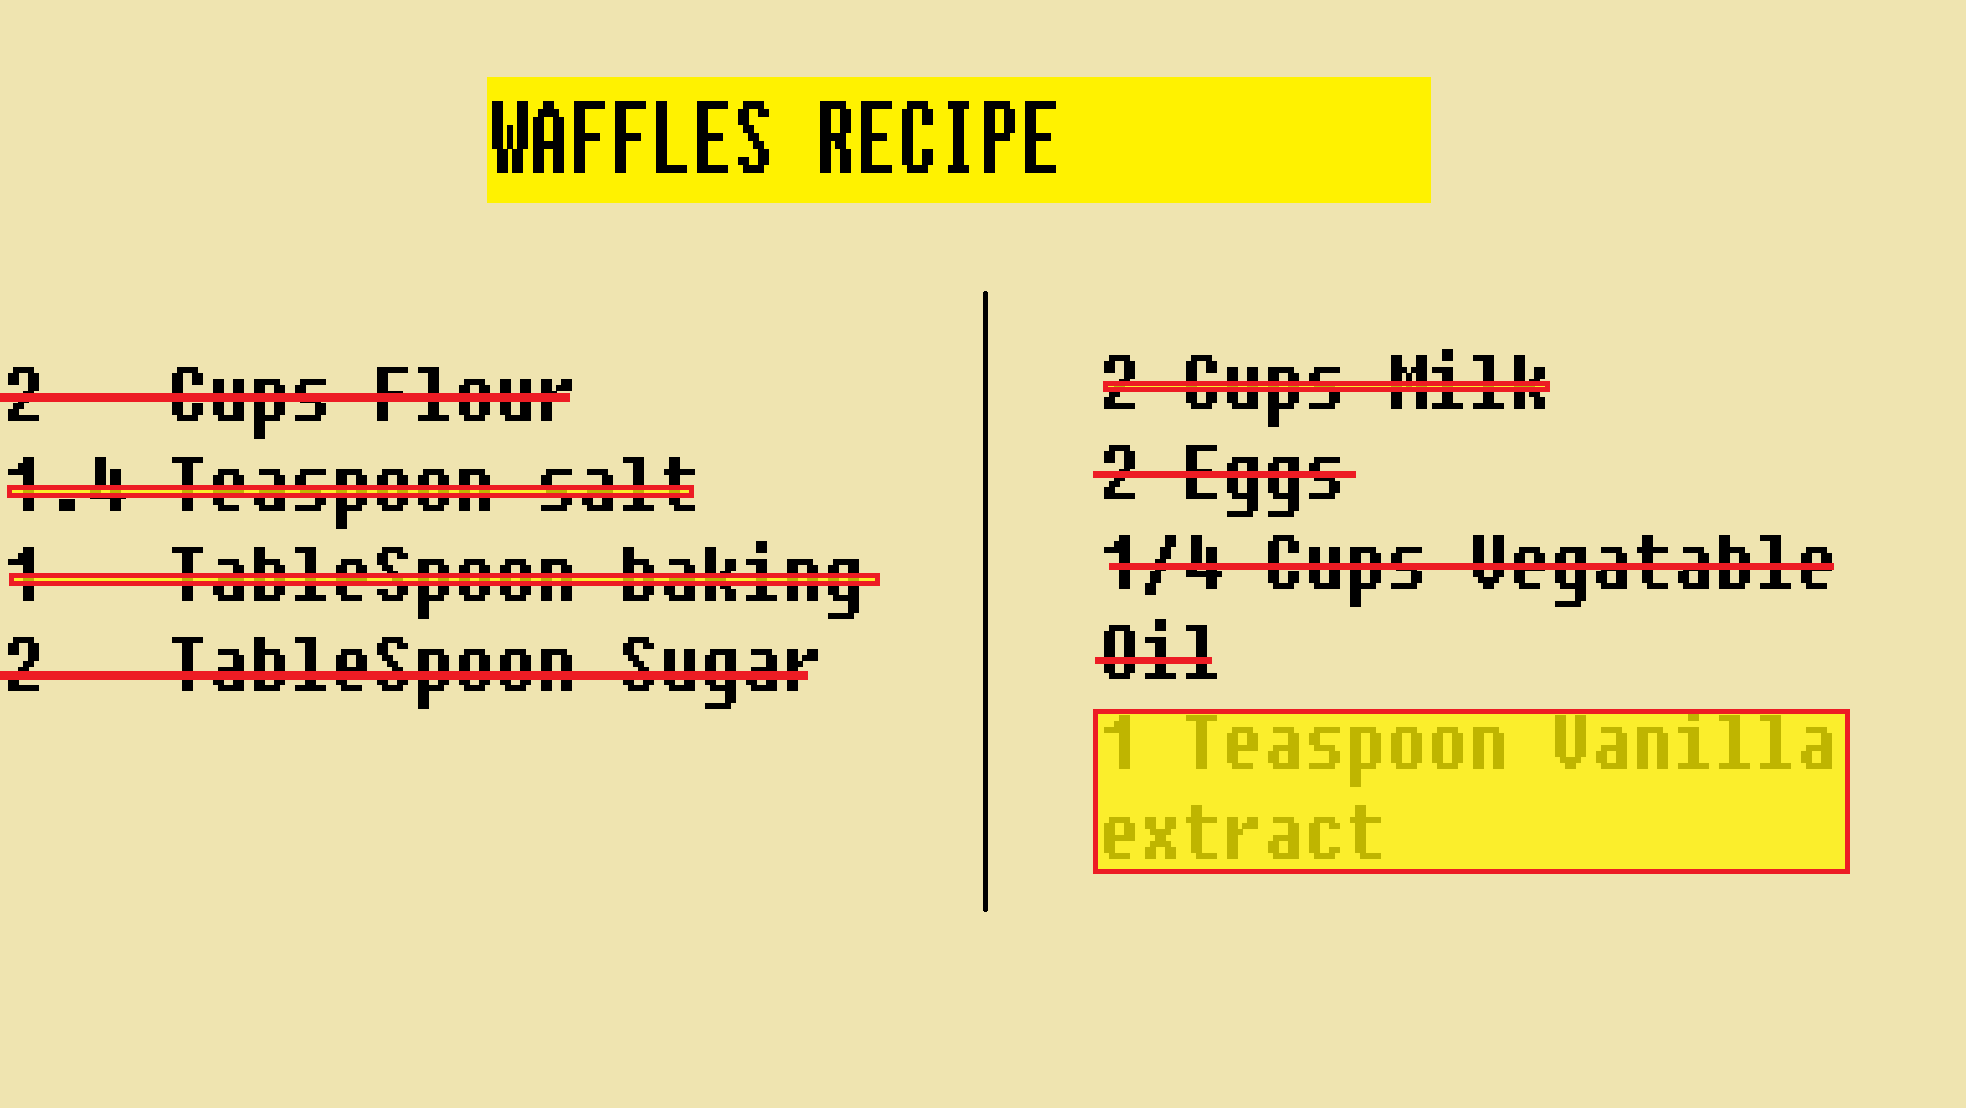 WAFFLES RECIPE
2 Cups Flour
1.4 Teaspoon salt
1 TableSpoon baking
2 TableSpoon Sugar
2 Cups Milk
2 Eggs
1/4 Cups Vegatable
Oil
1 Teaspoon Vanilla
extract